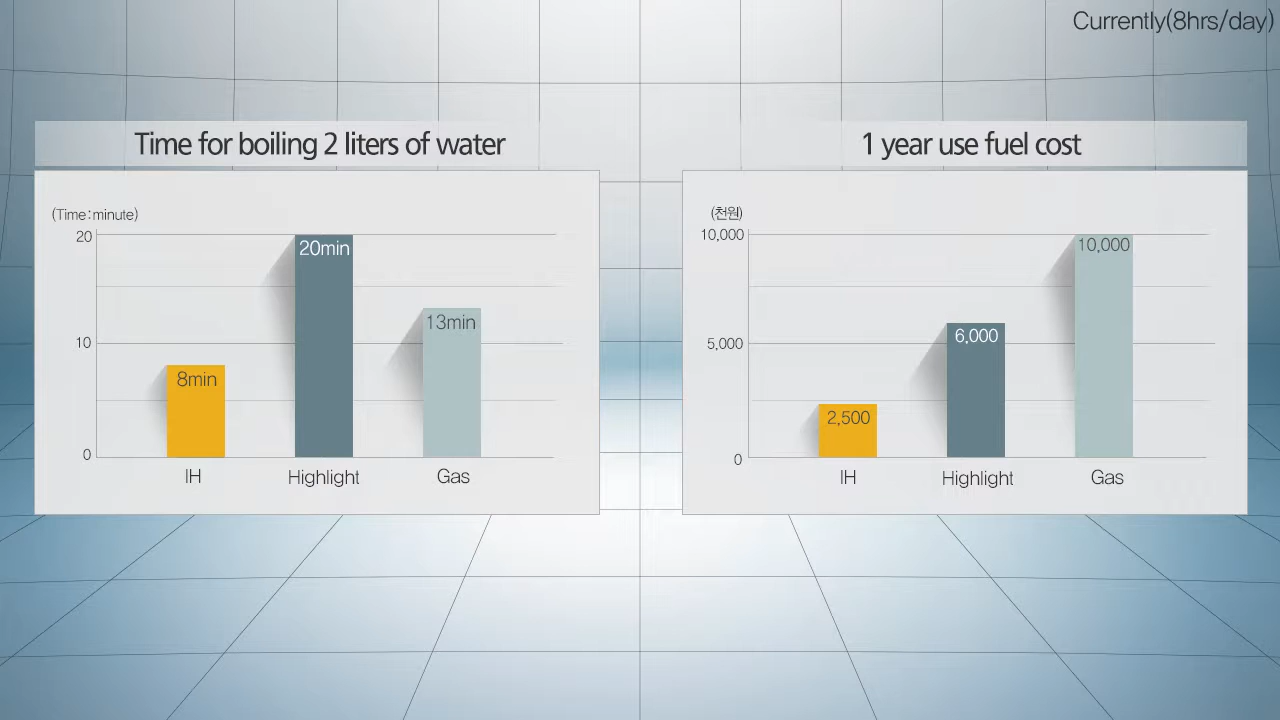 Currently(8hrs/day)
Time for boiling 2 liters of water
(Time:minute)
20
10
0
8min
20min
13min
IH
Highlight
Gas
1 year use fuel cost
(천원)
10,000
5,000
0
2,500
6,000
10,000
IH
Highlight
Gas